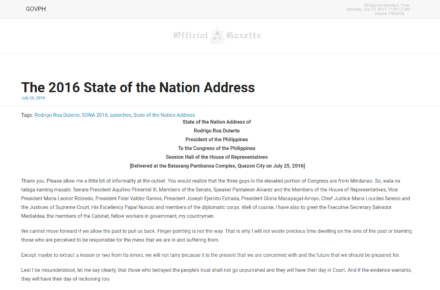 GOVPH
Official Gazette
The 2016 State of the Nation Address
July 26, 2016
Tags: Rodrigo Roa Duterte, SONA 2016, speeches, State of the Nation Address
State of the Nation Address of
Rodrigo Roa Duterte
President of the Philippines
To the Congress of the Philippines
Session Hall of the House of Representatives
[Delivered at the Batasang Pambansa Complex, Quezon City on July 25, 2016]
Thank you. Please allow me a little bit of informality at the outset. You would realize that the three guys in the elevated portion of Congress are from Mindanao. So, wala na
talaga kaming masabi. Senate President Aquilino Pimentel III, Members of the Senate, Speaker Pantaleon Alvarez and the Members of the House of Representatives, Vice
President Maria Leonor Robredo, President Fidel Valdez Ramos, President Joseph Ejercito Estrada, President Gloria Macapagal-Arroyo, Chief Justice Maria Lourdes Sereno and
the Justices of Supreme Court, His Excellency Papal Nuncio and members of the diplomatic corps. Well of course, I have also to greet the Executive Secretary Salvador
Medialdea, the members of the Cabinet, fellow workers in government, my countrymen.
We cannot move forward if we allow the past to pull us back. Finger-pointing is not the way. That is why I will not waste precious time dwelling on the sins of the past or blaming
those who are perceived to be responsible for the mess that we are in and suffering from.
Except maybe to extract a lesson or two from its errors, we will not tarry because it is the present that we are concerned with and the future that we should be prepared for.
Lest I be misunderstood, let me say clearly, that those who betrayed the people's trust shall not go unpunished and they will have their day in Court. And if the evidence warrants,
they will have their day of reckoning too.